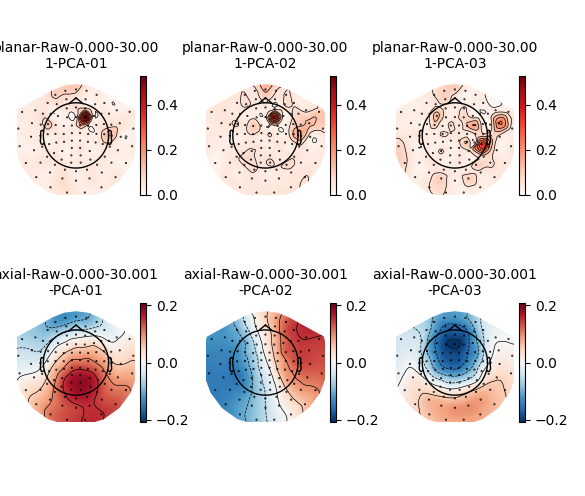 planar-Raw-0.000-30.00 planar-Raw-0.000-30.00 planar-Raw-0.000-30.00
1-PCA-01 1-PCA-02 1-PCA-03
0.4 0.4 0.4
0.2 0.2 0.2
0.0 0.0 0.0
axial-Raw-0.000-30.001 axial-Raw-0.000-30.001 axial-Raw-0.000-30.001
-PCA-01 -PCA-02 -PCA-03
0.2 0.2 0.2
0.0 0.0 0.0
−0.2 −0.2 −0.2